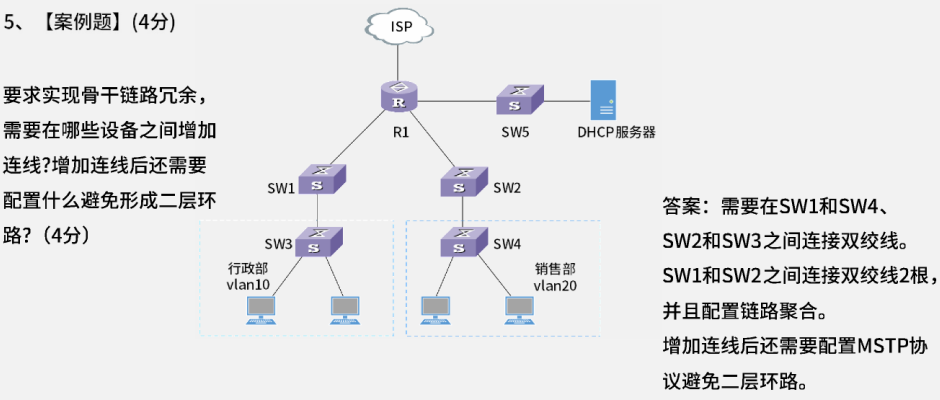 5、【案例题】(4分)
要求实现骨干链路冗余，
需要在哪些设备之间增加
连线?增加连线后还需要
配置什么避免形成二层环
路?（4分）
ISP
R
R1
S
SW5
DHCP服务器
SW1
S
S
SW2
SW3
S
S
SW4
行政部
vlan10
销售部
vlan20
答案：需要在SW1和SW4、
SW2和SW3之间连接双绞线。
SW1和SW2之间连接双绞线2根，
并且配置链路聚合。
增加连线后还需要配置MSTP协
议避免二层环路。